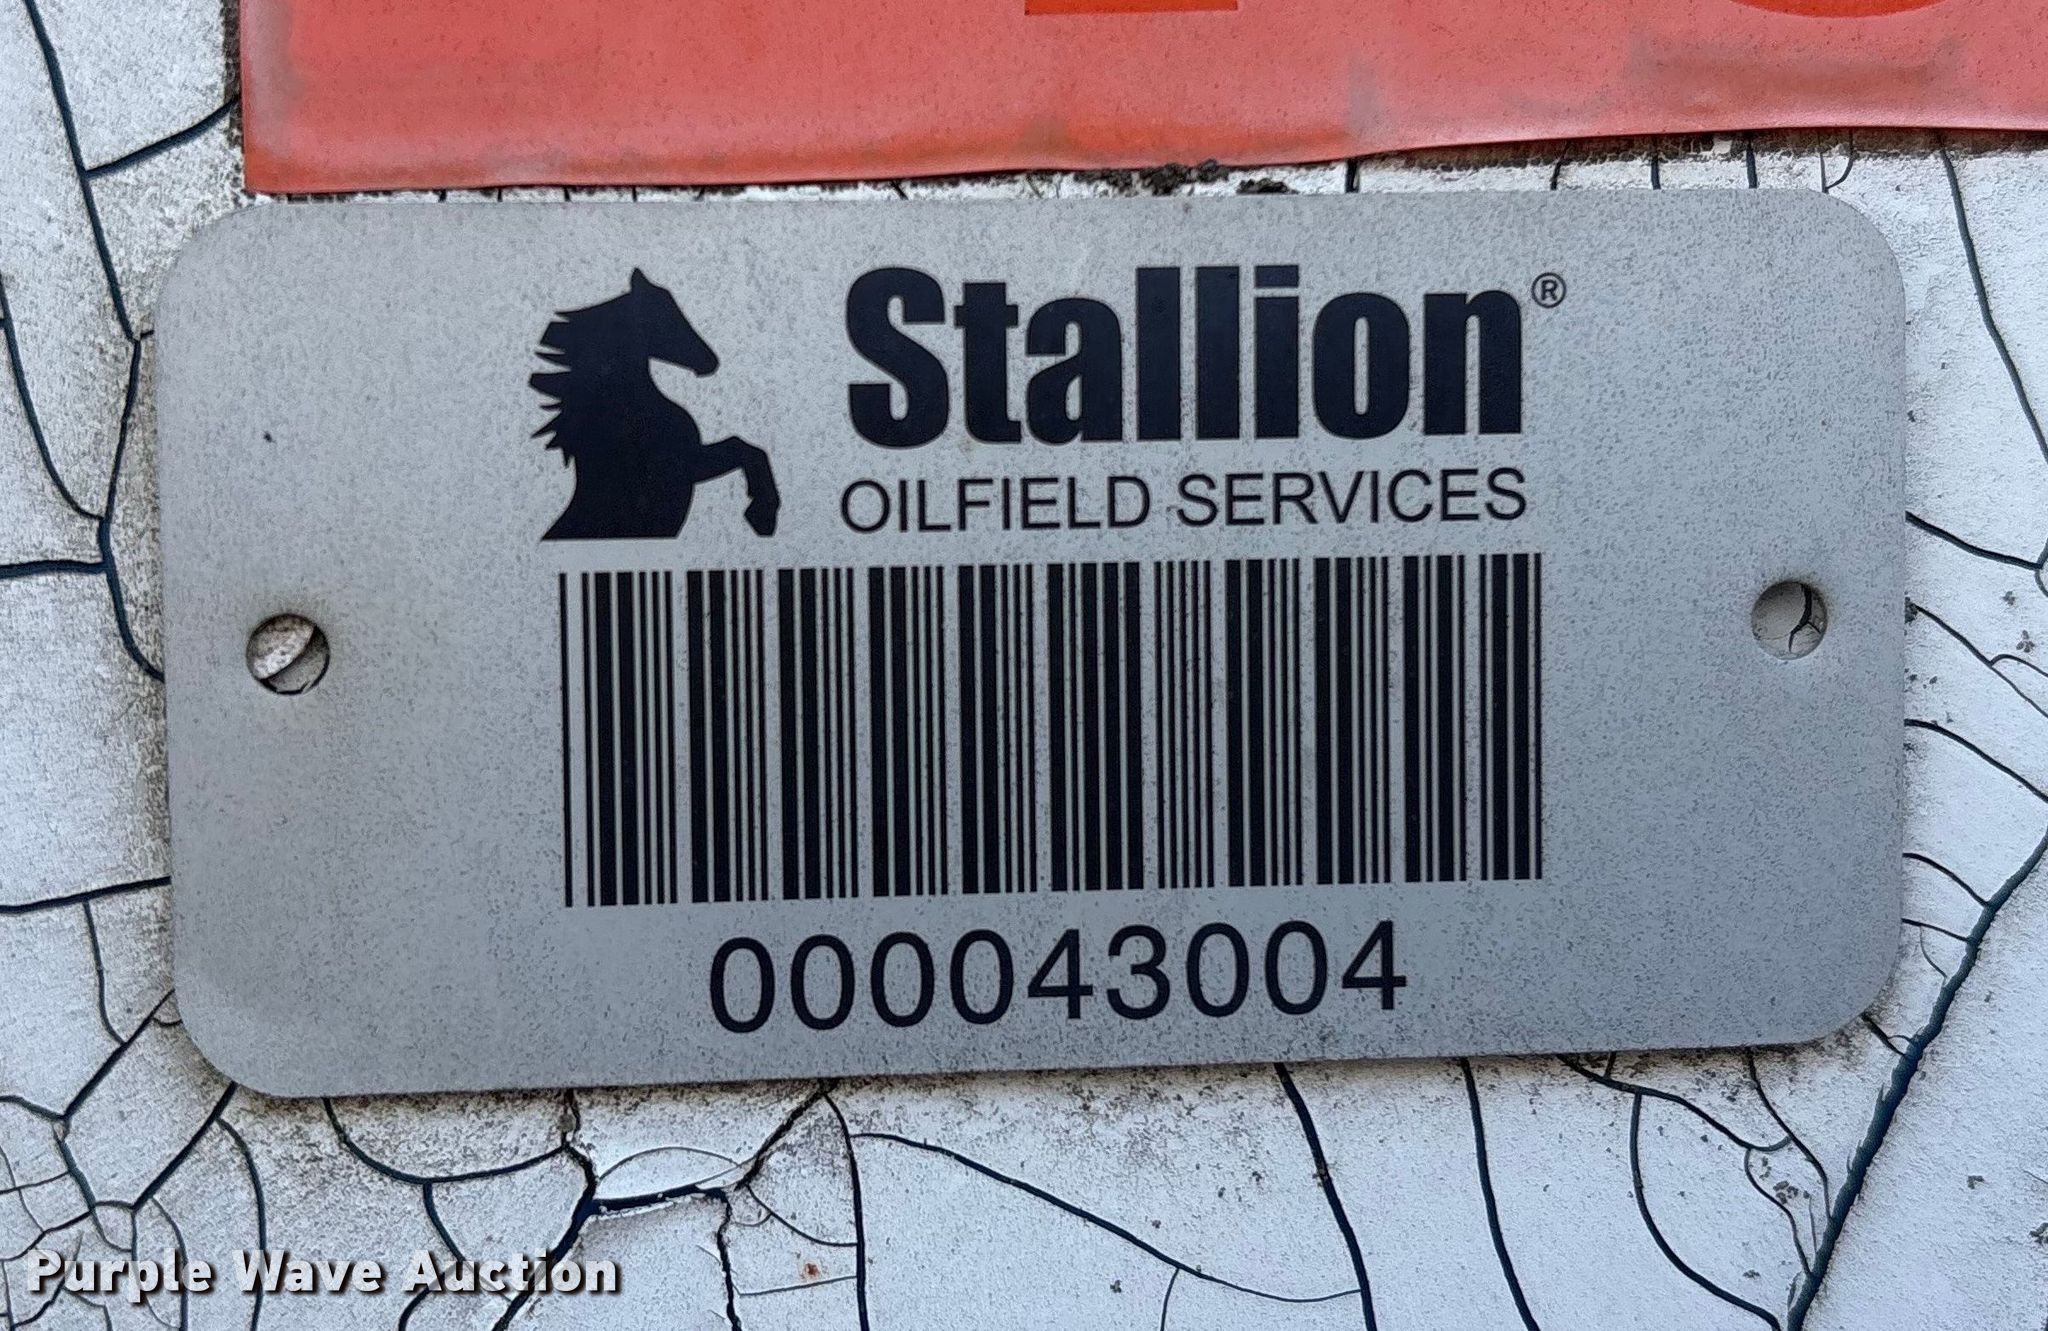 Stallion®
OILFIELD SERVICES
000043004
Purple Wave Auction